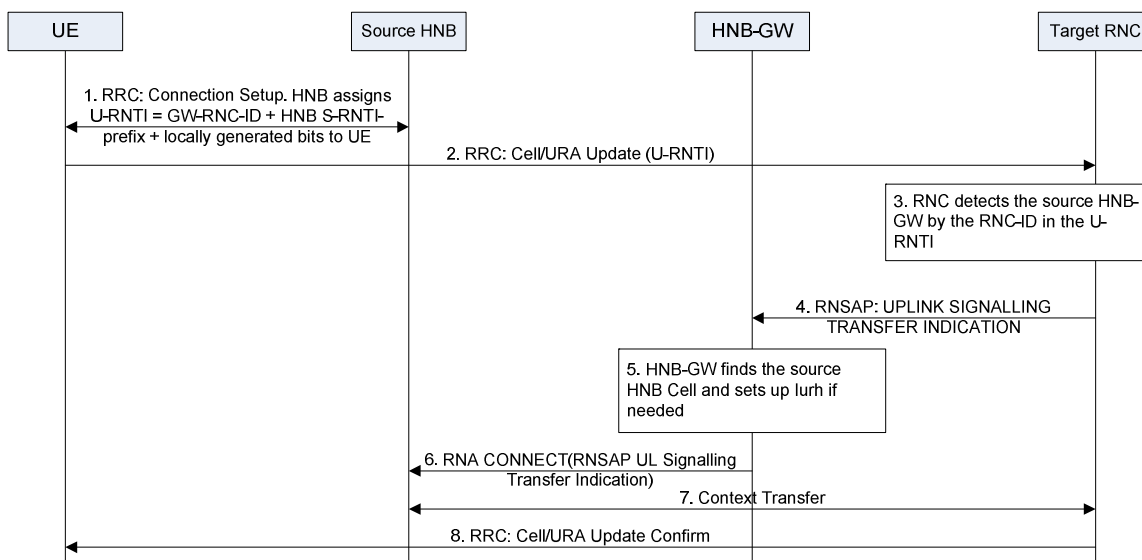 UE
Source HNB
HNB-GW
Target RNC
1. RRC: Connection Setup. HNB assigns
U-RNTI = GW-RNC-ID + HNB S-RNTI-
prefix + locally generated bits to UE
2. RRC: Cell/URA Update (U-RNTI)
3. RNC detects the source HNB-
GW by the RNC-ID in the U-
RNTI
4. RNSAP: UPLINK SIGNALLING
TRANSFER INDICATION
5. HNB-GW finds the source
HNB Cell and sets up Iurh if
needed
6. RNA CONNECT(RNSAP UL Signalling
Transfer Indication)
7. Context Transfer
8. RRC: Cell/URA Update Confirm